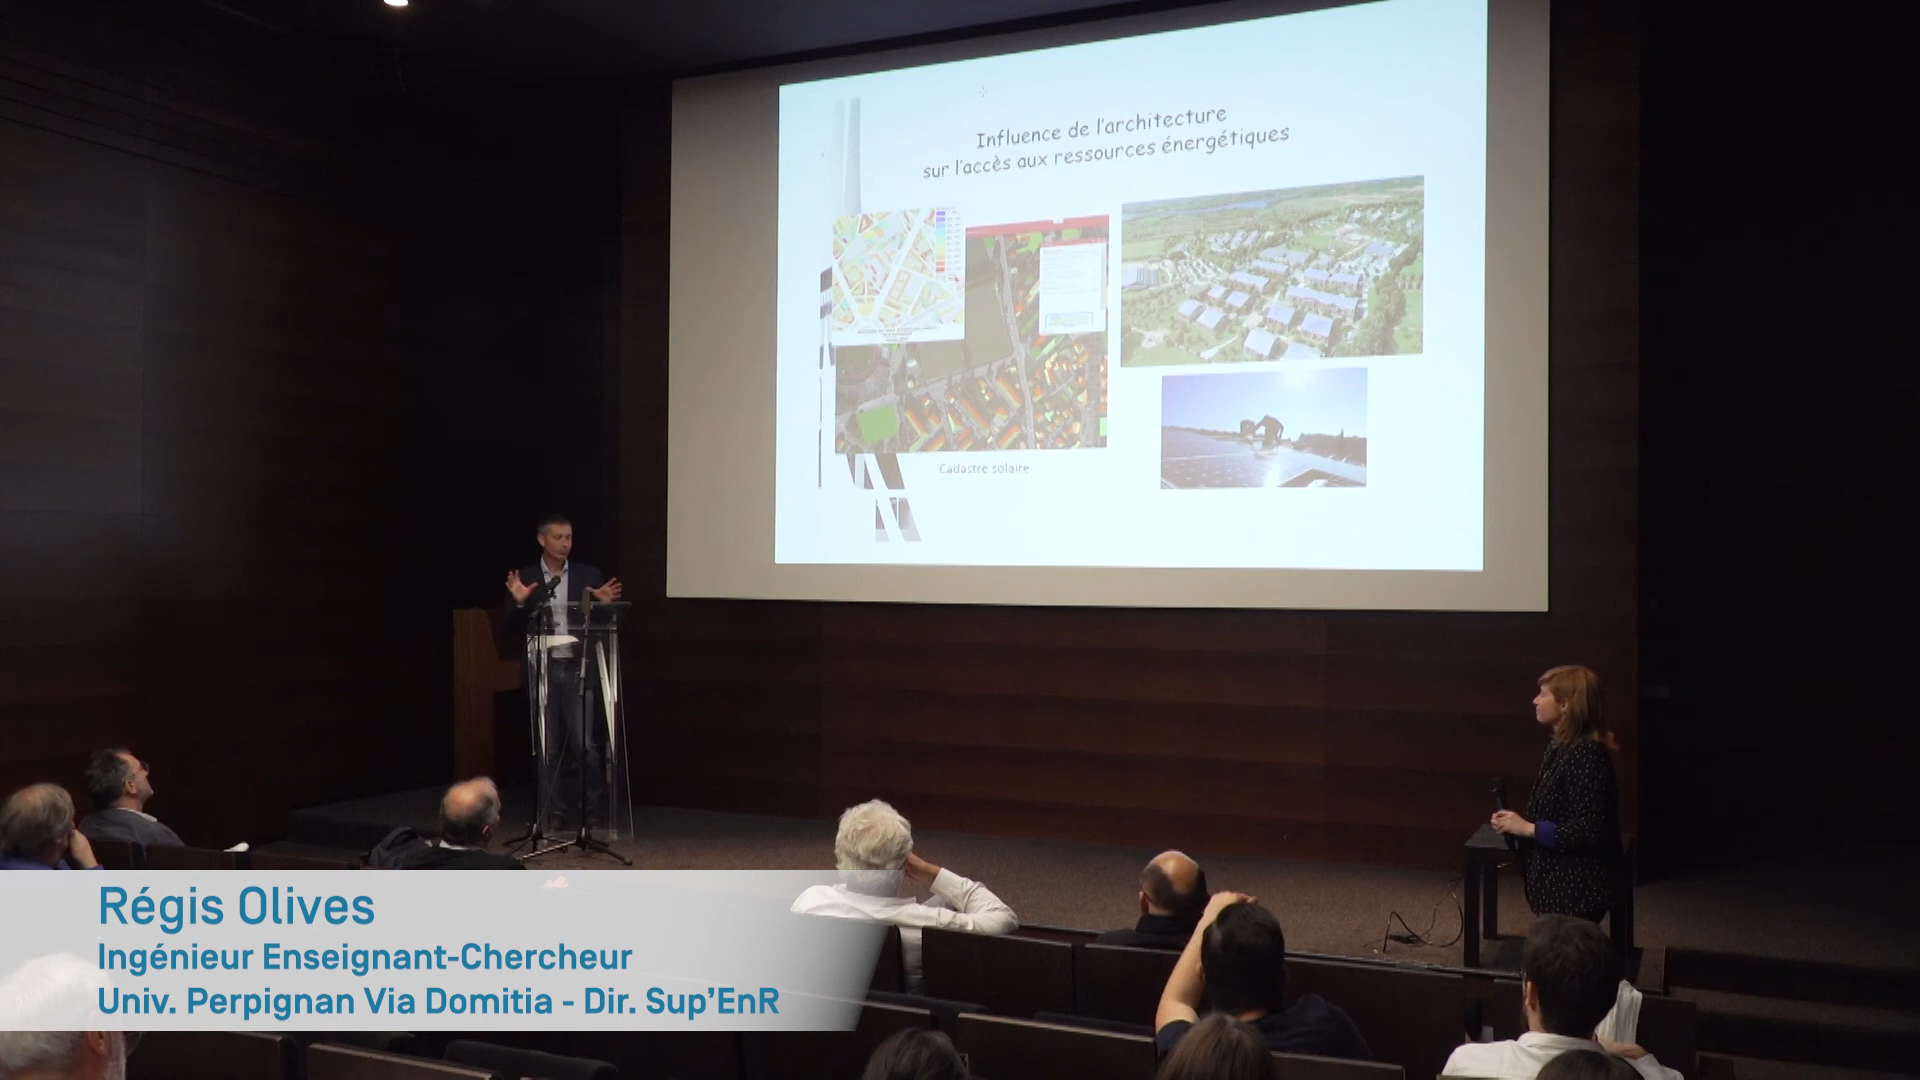 Influence de l'architecture
sur l'accès aux ressources énergétiques
Cadastre solaire
Régis Olives
Ingénieur Enseignant-Chercheur
Univ. Perpignan Via Domitia - Dir. Sup'EnR